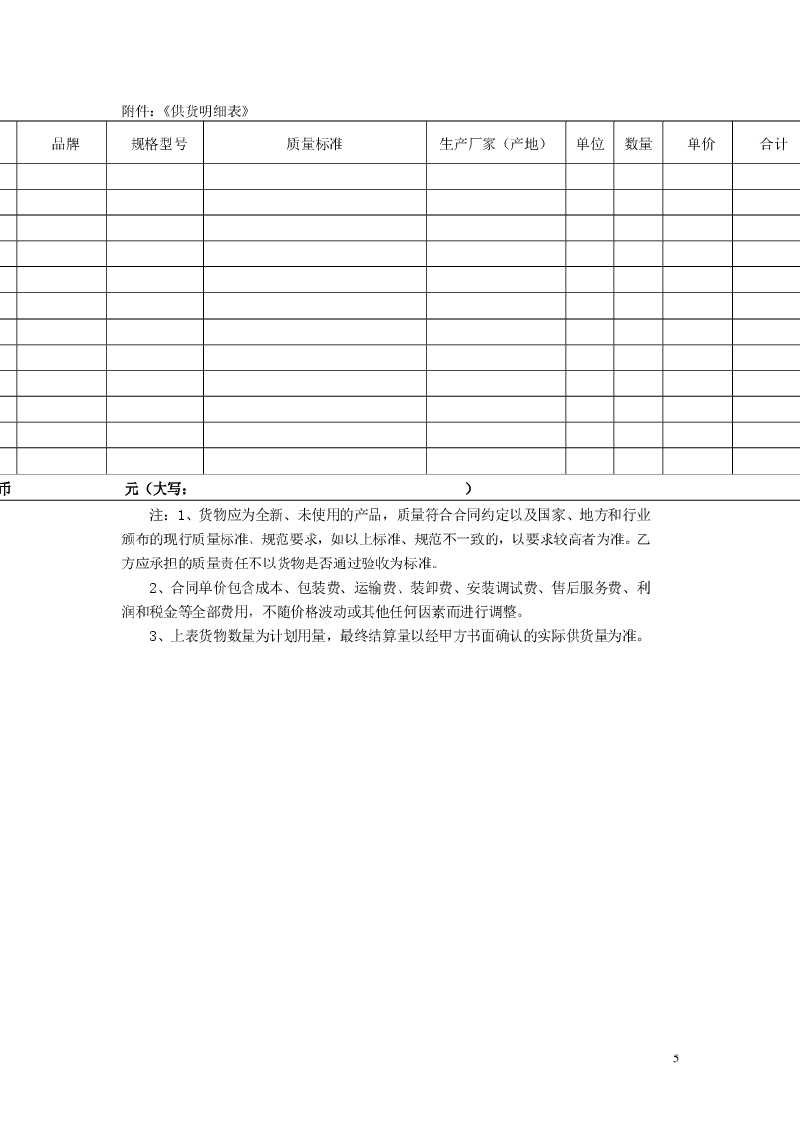 附件：《供货明细表》
品牌 规格型号 质量标准 生产厂家（产地） 单位 数量 单价 合计
币 元（大写： ）
注：1、货物应为全新、未使用的产品，质量符合合同约定以及国家、地方和行业
颁布的现行质量标准、规范要求，如以上标准、规范不一致的，以要求较高者为准。乙
方应承担的质量责任不以货物是否通过验收为标准。
2、合同单价包含成本、包装费、运输费、装卸费、安装调试费、售后服务费、利
润和税金等全部费用，不随价格波动或其他任何因素而进行调整。
3、上表货物数量为计划用量，最终结算量以经甲方书面确认的实际供货量为准。
5